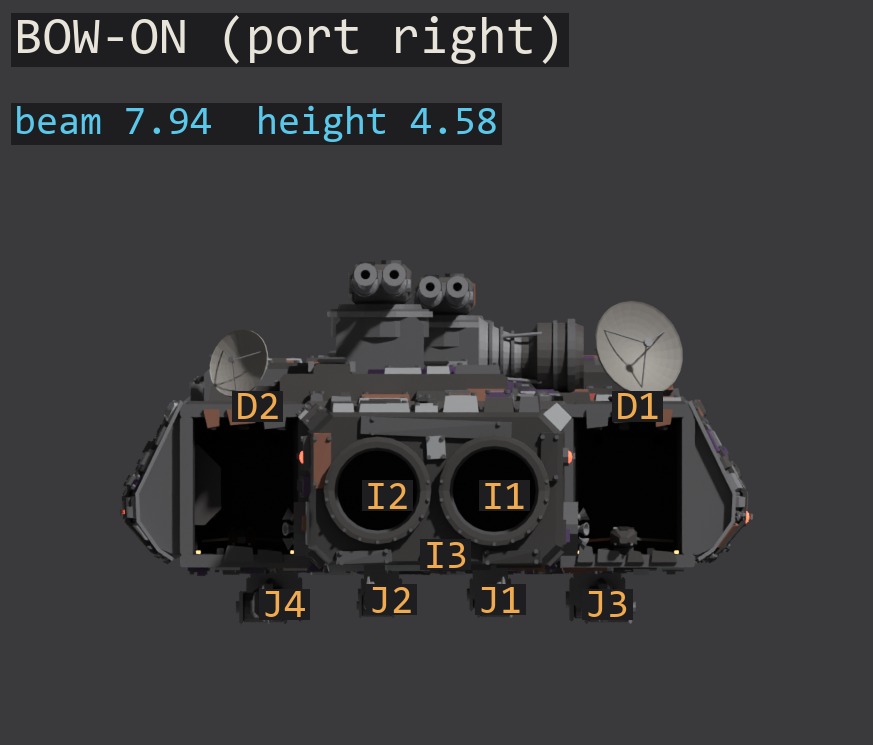 BOW-ON (port right)
beam 7.94  height 4.58
D2 D1
I2 I1
I3
J4 J2 J1 J3